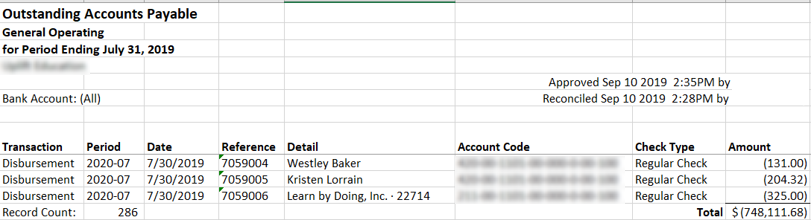 Outstanding Accounts Payable
General Operating
for Period Ending July 31, 2019
Approved Sep 10 2019 2:35PM by
Bank Account: (All) Reconciled Sep 10 2019 2:28PM by
Transaction Period Date Reference Detail Account Code Check Type Amount
Disbursement 2020-07 7/30/2019 7059004 Westley Baker Regular Check (131.00)
Disbursement 2020-07 7/30/2019 7059005 Kristen Lorrain Regular Check (204.32)
Disbursement 2020-07 7/30/2019 7059006 Learn by Doing, Inc. · 22714 Regular Check (325.00)
Record Count: 286 Total $ (748,111.68)